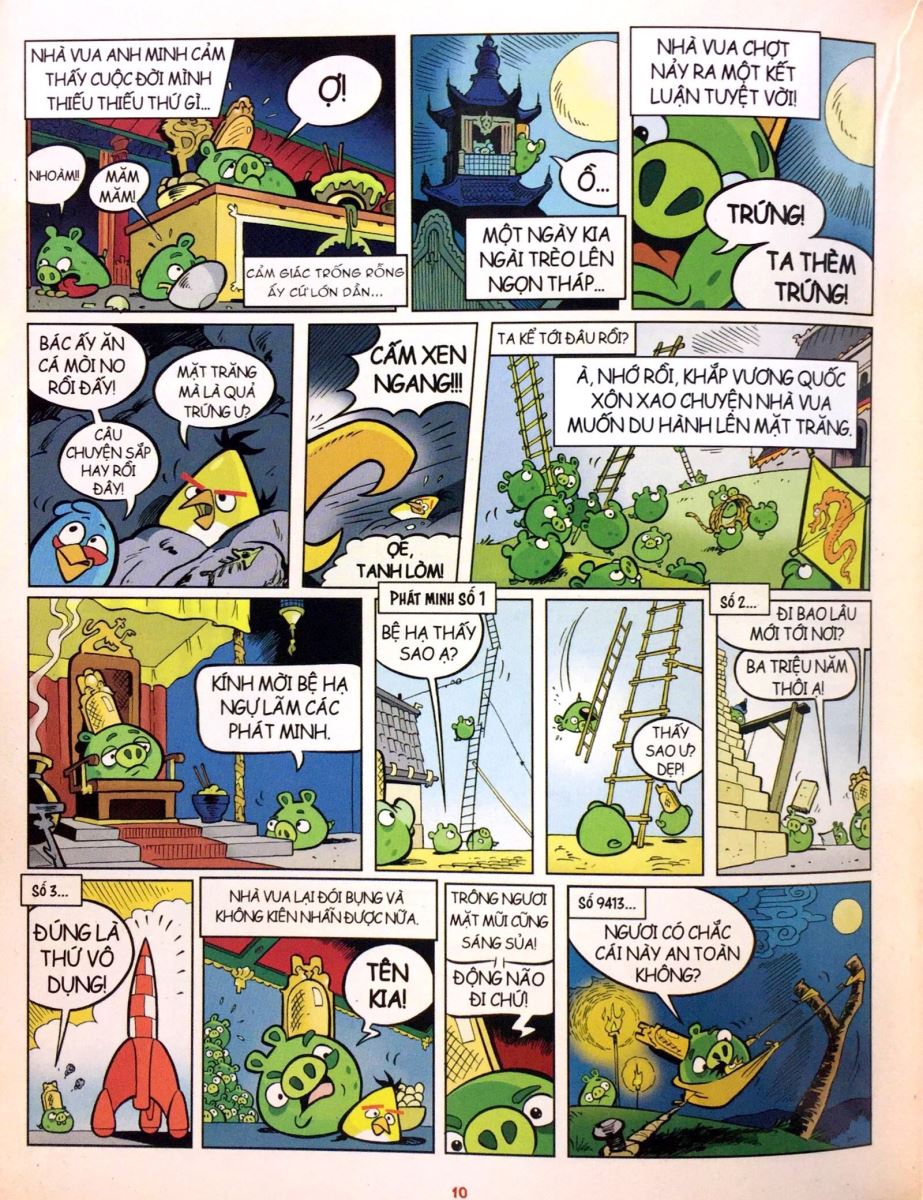 NHÀ VUA ANH MINH CẢM
THẤY CUỘC ĐỜI MÌNH
THIẾU THIẾU THỨ GÌ...
Ợ!
NHOÀM!!
MĂM
MĂM!
CẢM GIÁC TRỐNG RỖNG
ẤY CỨ LỚN DẦN...
Ồ...
MỘT NGÀY KIA
NGÀI TRÈO LÊN
NGỌN THÁP...
NHÀ VUA CHỢT
NẢY RA MỘT KẾT
LUẬN TUYỆT VỜI!
TRỨNG!
TA THÈM
TRỨNG!
BÁC ẤY ĂN
CÁ MÒI NO
RỒI ĐẤY!
CÂU
CHUYỆN SẮP
HAY RỒI
ĐÂY!
MẶT TRĂNG
MÀ LÀ QUẢ
TRỨNG Ư?
CẤM XEN
NGANG!!!
ỌE,
TANH LÒM!
TA KỂ TỚI ĐÂU RỒI?
À, NHỚ RỒI, KHẮP VƯƠNG QUỐC
XÔN XAO CHUYỆN NHÀ VUA
MUỐN DU HÀNH LÊN MẶT TRĂNG.
KÍNH MỜI BỆ HẠ
NGỰ LÃM CÁC
PHÁT MINH.
PHÁT MINH SỐ 1
BỆ HẠ THẤY
SAO Ạ?
THẤY
SAO Ư?
DẸP!
SỐ 2...
ĐI BAO LÂU
MỚI TỚI NƠI?
BA TRIỆU NĂM
THÔI Ạ!
SỐ 3...
ĐÚNG LÀ
THỨ VÔ
DỤNG!
NHÀ VUA LẠI ĐÓI BỤNG VÀ
KHÔNG KIÊN NHẪN ĐƯỢC NỮA.
TÊN
KIA!
TRÔNG NGƯƠI
MẶT MŨI CŨNG
SÁNG SỦA!
ĐỘNG NÃO
ĐI CHỨ!
SỐ 9413...
NGƯƠI CÓ CHẮC
CÁI NÀY AN TOÀN
KHÔNG?
10